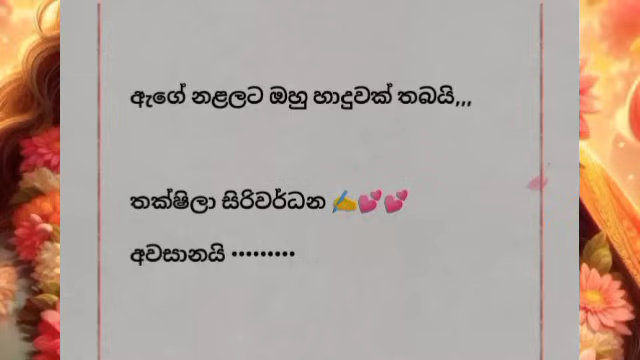 ඇගේ නළලට ඔහු හාදුවක් තබයි,,,
තක්ෂිලා සිරිවර්ධන ✍️💕💕
අවසානයි •••••••••